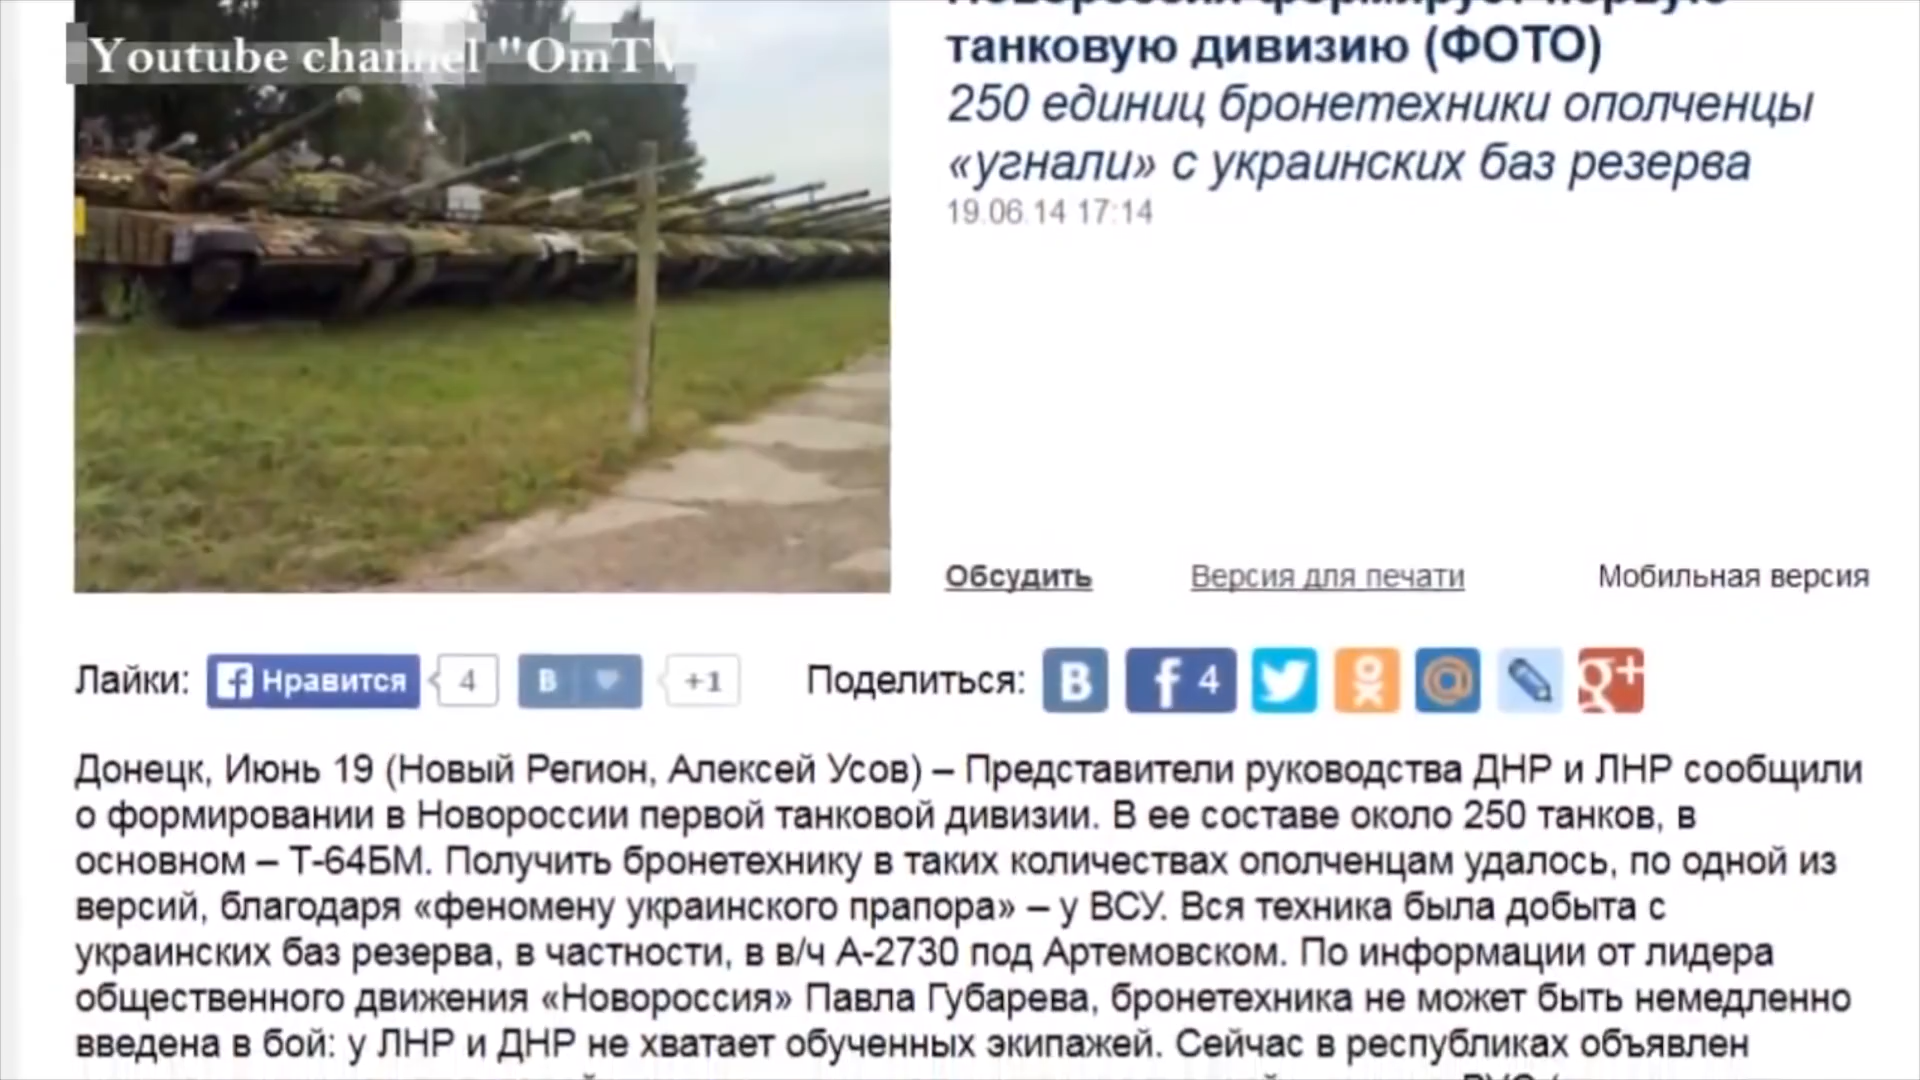 Youtube channel "OmTV
Новороссия формирует первую
танковую дивизию (ФОТО)
250 единиц бронетехники ополченцы
«угнали» с украинских баз резерва
19.06.14 17:14
Обсудить Версия для печати Мобильная версия
Лайки: Нравится 4 В +1 Поделиться: В f 4 g+
Донецк, Июнь 19 (Новый Регион, Алексей Усов) – Представители руководства ДНР и ЛНР сообщили
о формировании в Новороссии первой танковой дивизии. В ее составе около 250 танков, в
основном – Т-64БМ. Получить бронетехнику в таких количествах ополченцам удалось, по одной из
версий, благодаря «феномену украинского прапора» – у ВСУ. Вся техника была добыта с
украинских баз резерва, в частности, в в/ч А-2730 под Артемовском. По информации от лидера
общественного движения «Новороссия» Павла Губарева, бронетехника не может быть немедленно
введена в бой: у ЛНР и ДНР не хватает обученных экипажей. Сейчас в республиках объявлен